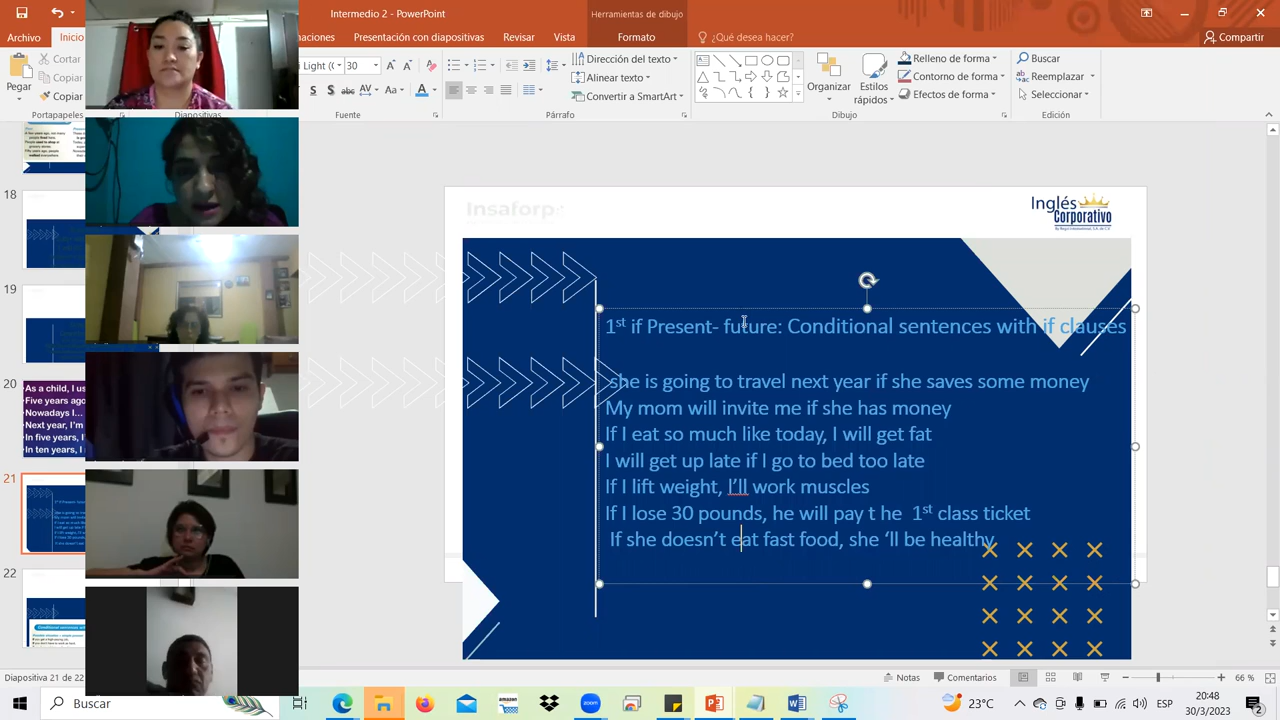 Intermedio 2 - PowerPoint
Herramientas de dibujo
Archivo
Inicio
Presentación con diapositivas
Revisar
Vista
Formato
¿Qué desea hacer?
Compartir
Cortar
Copiar
Pegar
Light (
30
Dirección del texto
Alinear texto
Convertir a SmartArt
Organizar
Estilos rápidos
Relleno de forma
Contorno de forma
Efectos de forma
Buscar
Reemplazar
Seleccionar
Portapapeles
Diapositivas
Fuente
Párrafo
Dibujo
Edición
18
19
20
21
22
As a child, I us
Five years ago
Nowadays I...
Next year, I'm
In five years, I
In ten years, I
Insaforp
Inglés
Corporativo
1st if Present- future: Conditional sentences with if clauses
she is going to travel next year if she saves some money
My mom will invite me if she has money
If I eat so much like today, I will get fat
I will get up late if I go to bed too late
If I lift weight, I'll work muscles
If I lose 30 pounds will pay t he 1st class ticket
If she doesn't eat fast food, she 'll be healthy
Diapositiva 21 de 22
Notas
Comentarios
66 %
Buscar
amazon
zoom
23°C
ESP
20:48
30/3/2023
2